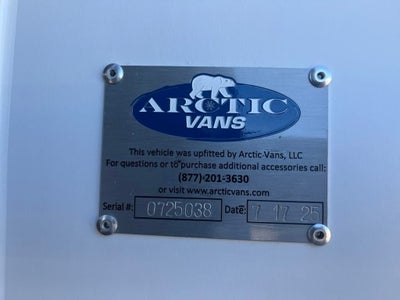 ARCTIC
VANS
This vehicle was upfitted by Arctic Vans, LLC
For questions or to purchase additional accessories call:
(877)-201-3630
or visit www.arcticvans.com
Serial #: 0725038 Date: 7 17 25